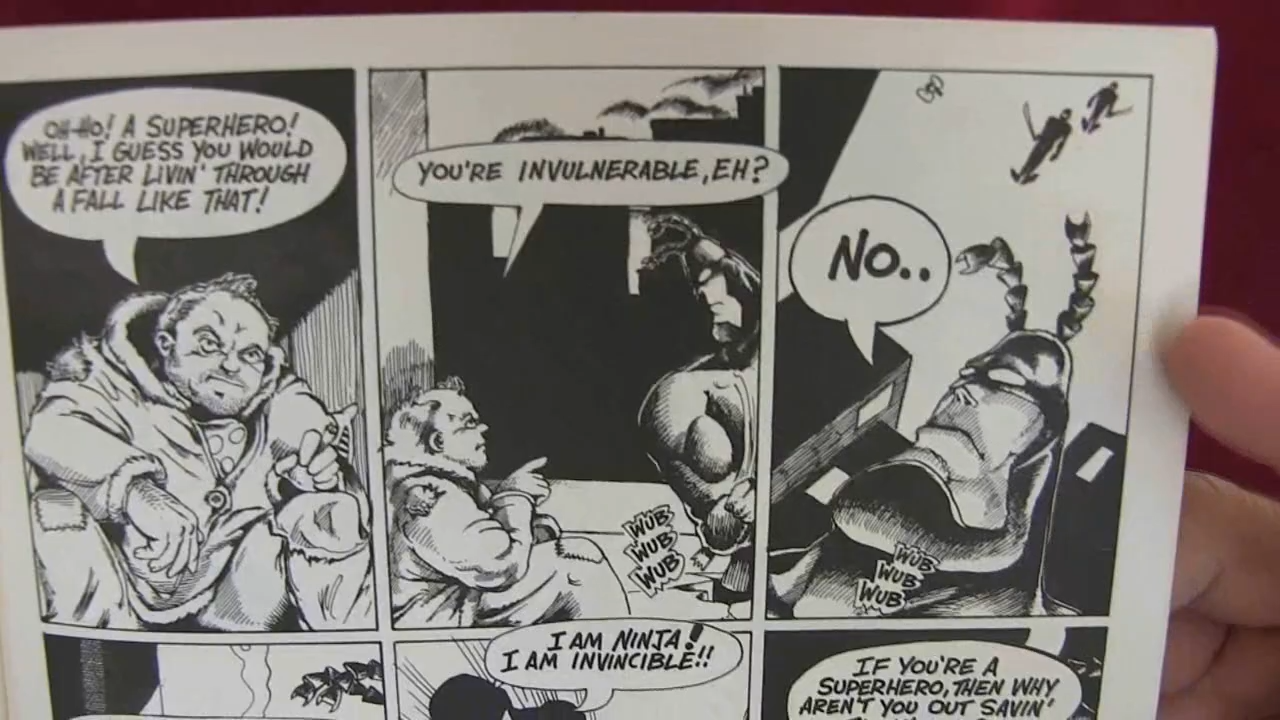 OH-HO! A SUPERHERO!
WELL, I GUESS YOU WOULD
BE AFTER LIVIN' THROUGH
A FALL LIKE THAT!
YOU'RE INVULNERABLE, EH?
WUB
WUB
WUB
NO..
WUB
WUB
WUB
I AM NINJA!
I AM INVINCIBLE!!
IF YOU'RE A
SUPERHERO, THEN WHY
AREN'T YOU OUT SAVIN'